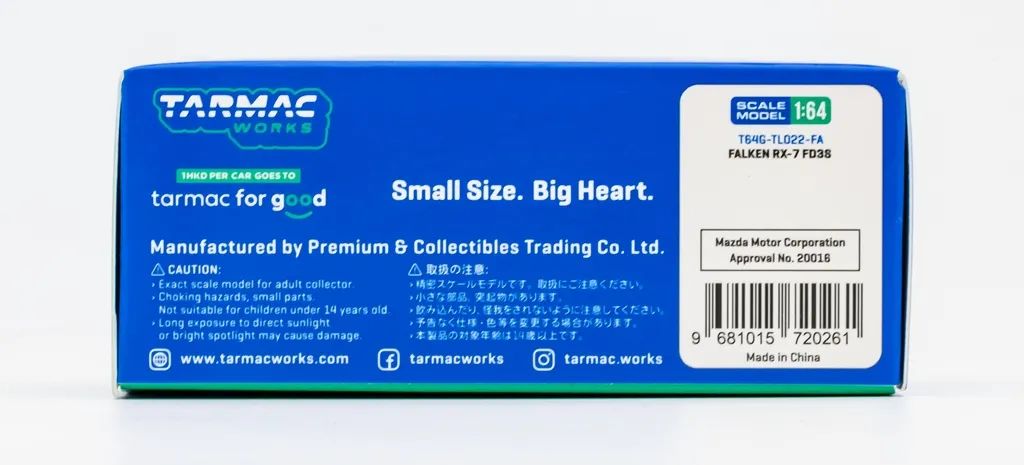 TARMAC
WORKS
1HKD PER CAR GOES TO
tarmac for good
Small Size. Big Heart.
Manufactured by Premium & Collectibles Trading Co. Ltd.
CAUTION:
› Exact scale model for adult collector.
› Choking hazards, small parts.
Not suitable for children under 14 years old.
› Long exposure to direct sunlight
or bright spotlight may cause damage.
取扱の注意:
› 精密スケールモデルです。取扱にご注意ください。
› 小さな部品、突起物があります。
› 飲み込んだり、怪我をされないように注意してください。
› 予告なく仕様・色等を変更する場合があります。
› 本製品の対象年齢は14歳以上です。
www.tarmacworks.com
tarmacworks
tarmac.works
SCALE
MODEL 1:64
T64G-TL022-FA
FALKEN RX-7 FD3S
Mazda Motor Corporation
Approval No. 20016
9 681015 720261
Made in China